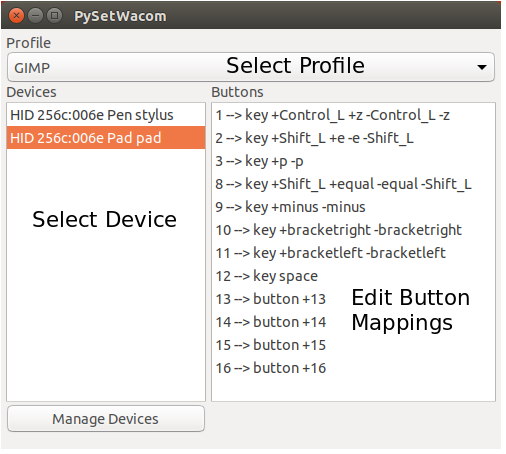 PySetWacom
Profile
GIMP
Select Profile
Devices
Buttons
HID 256c:006e Pen stylus
HID 256c:006e Pad pad
Select Device
1 --> key +Control_L +z -Control_L -z
2 --> key +Shift_L +e -e -Shift_L
3 --> key +p -p
8 --> key +Shift_L +equal -equal -Shift_L
9 --> key +minus -minus
10 --> key +bracketright -bracketright
11 --> key +bracketleft -bracketleft
12 --> key space
13 --> button +13
14 --> button +14
15 --> button +15
16 --> button +16
Edit Button
Mappings
Manage Devices